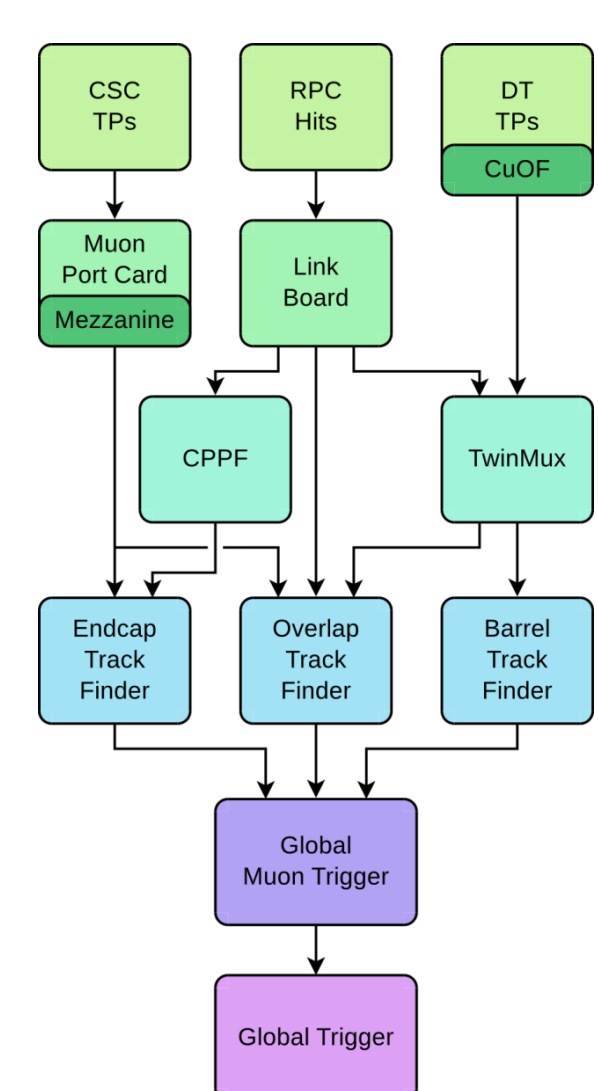 CSC
TPs
RPC
Hits
DT
TPs
CuOF
Muon
Port Card
Mezzanine
Link
Board
CPPF
TwinMux
Endcap
Track
Finder
Overlap
Track
Finder
Barrel
Track
Finder
Global
Muon Trigger
Global Trigger